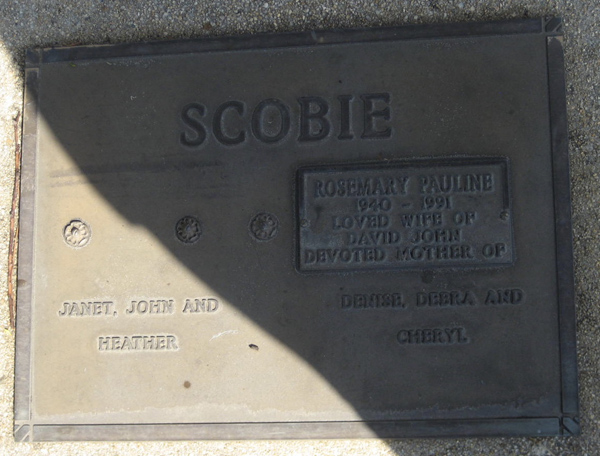 SCOBIE
ROSEMARY PAULINE
1940 - 1991
LOVED WIFE OF
DAVID JOHN
DEVOTED MOTHER OF
JANET, JOHN AND
HEATHER
DENISE, DEBRA AND
CHERYL